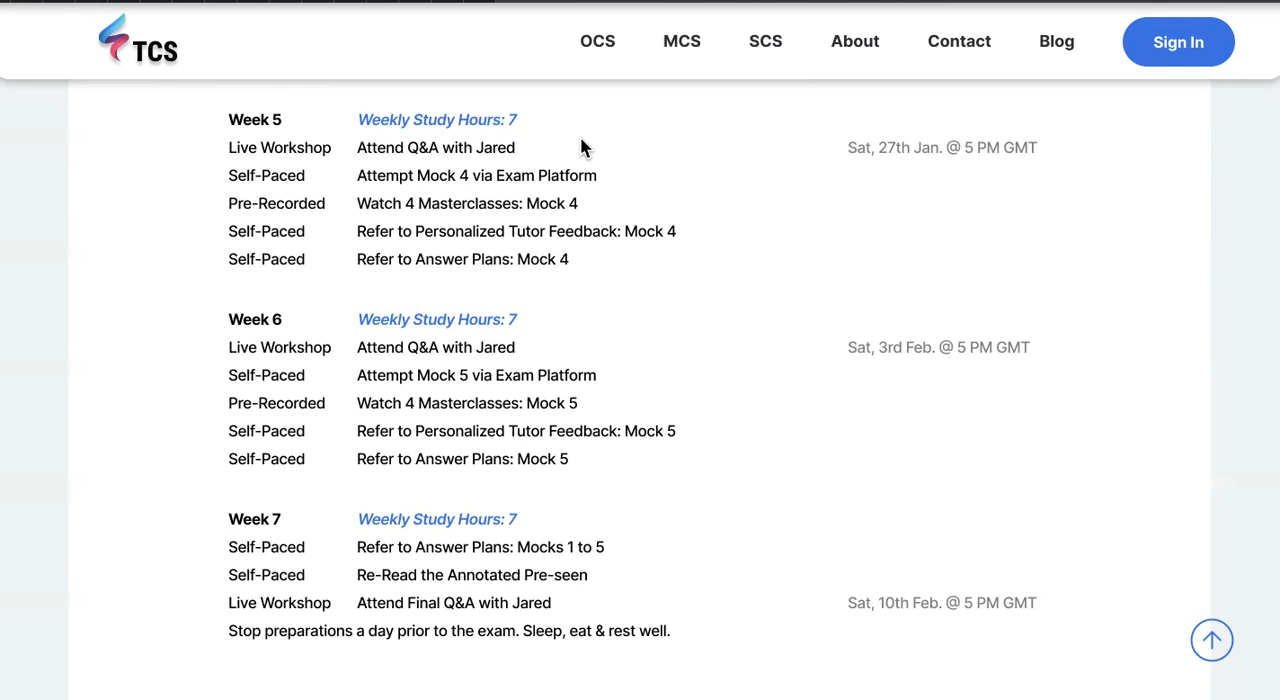 TCS OCS MCS SCS About Contact Blog Sign In
Week 5 Weekly Study Hours: 7
Live Workshop Attend Q&A with Jared Sat, 27th Jan. @ 5 PM GMT
Self-Paced Attempt Mock 4 via Exam Platform
Pre-Recorded Watch 4 Masterclasses: Mock 4
Self-Paced Refer to Personalized Tutor Feedback: Mock 4
Self-Paced Refer to Answer Plans: Mock 4
Week 6 Weekly Study Hours: 7
Live Workshop Attend Q&A with Jared Sat, 3rd Feb. @ 5 PM GMT
Self-Paced Attempt Mock 5 via Exam Platform
Pre-Recorded Watch 4 Masterclasses: Mock 5
Self-Paced Refer to Personalized Tutor Feedback: Mock 5
Self-Paced Refer to Answer Plans: Mock 5
Week 7 Weekly Study Hours: 7
Self-Paced Refer to Answer Plans: Mocks 1 to 5
Self-Paced Re-Read the Annotated Pre-seen
Live Workshop Attend Final Q&A with Jared Sat, 10th Feb. @ 5 PM GMT
Stop preparations a day prior to the exam. Sleep, eat & rest well.